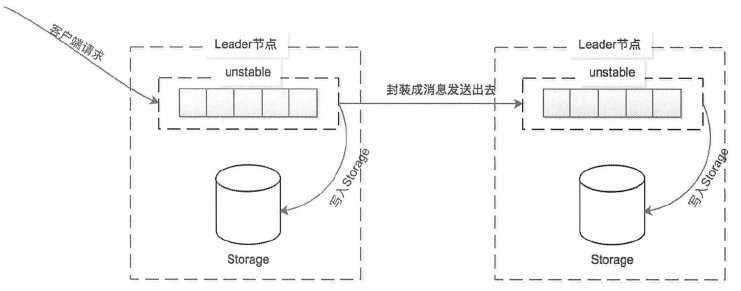 客户端请求
Leader节点
unstable
写入Storage
Storage
封装成消息发送出去
Leader节点
unstable
写入Storage
Storage